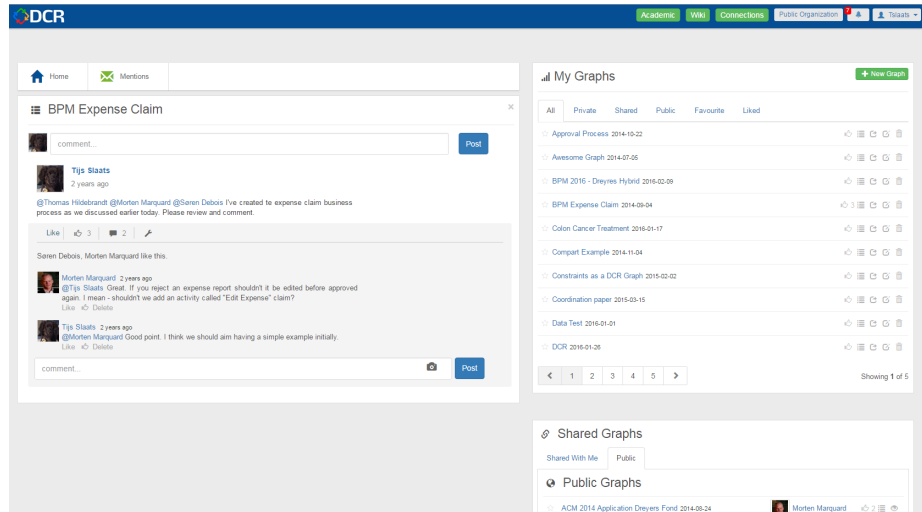 DCR
Academic Wiki Connections Public Organization 7 Tslaats
Home Mentions
BPM Expense Claim ×
comment... Post
Tijs Slaats
2 years ago
@Thomas Hildebrandt @Morten Marquard @Søren Debois I've created te expense claim business
process as we discussed earlier today. Please review and comment.
Like 3 2
Søren Debois, Morten Marquard like this.
Morten Marquard 2 years ago
@Tijs Slaats Great. If you reject an expense report shouldn't it be edited before approved
again. I mean - shouldn't we add an activity called "Edit Expense" claim?
Like Delete
Tijs Slaats 2 years ago
@Morten Marquard Good point. I think we should aim having a simple example initially.
Like Delete
comment... Post
My Graphs New Graph
All Private Shared Public Favourite Liked
Approval Process 2014-10-22
Awesome Graph 2014-07-05
BPM 2016 - Dreyres Hybrid 2016-02-09
BPM Expense Claim 2014-09-04 3
Colon Cancer Treatment 2016-01-17
Compart Example 2014-11-04
Constraints as a DCR Graph 2015-02-02
Coordination paper 2015-03-15
Data Test 2016-01-01
DCR 2016-01-26
1 2 3 4 5 Showing 1 of 5
Shared Graphs
Shared With Me Public
Public Graphs
ACM 2014 Application Dreyers Fond 2014-08-24 Morten Marquard 2